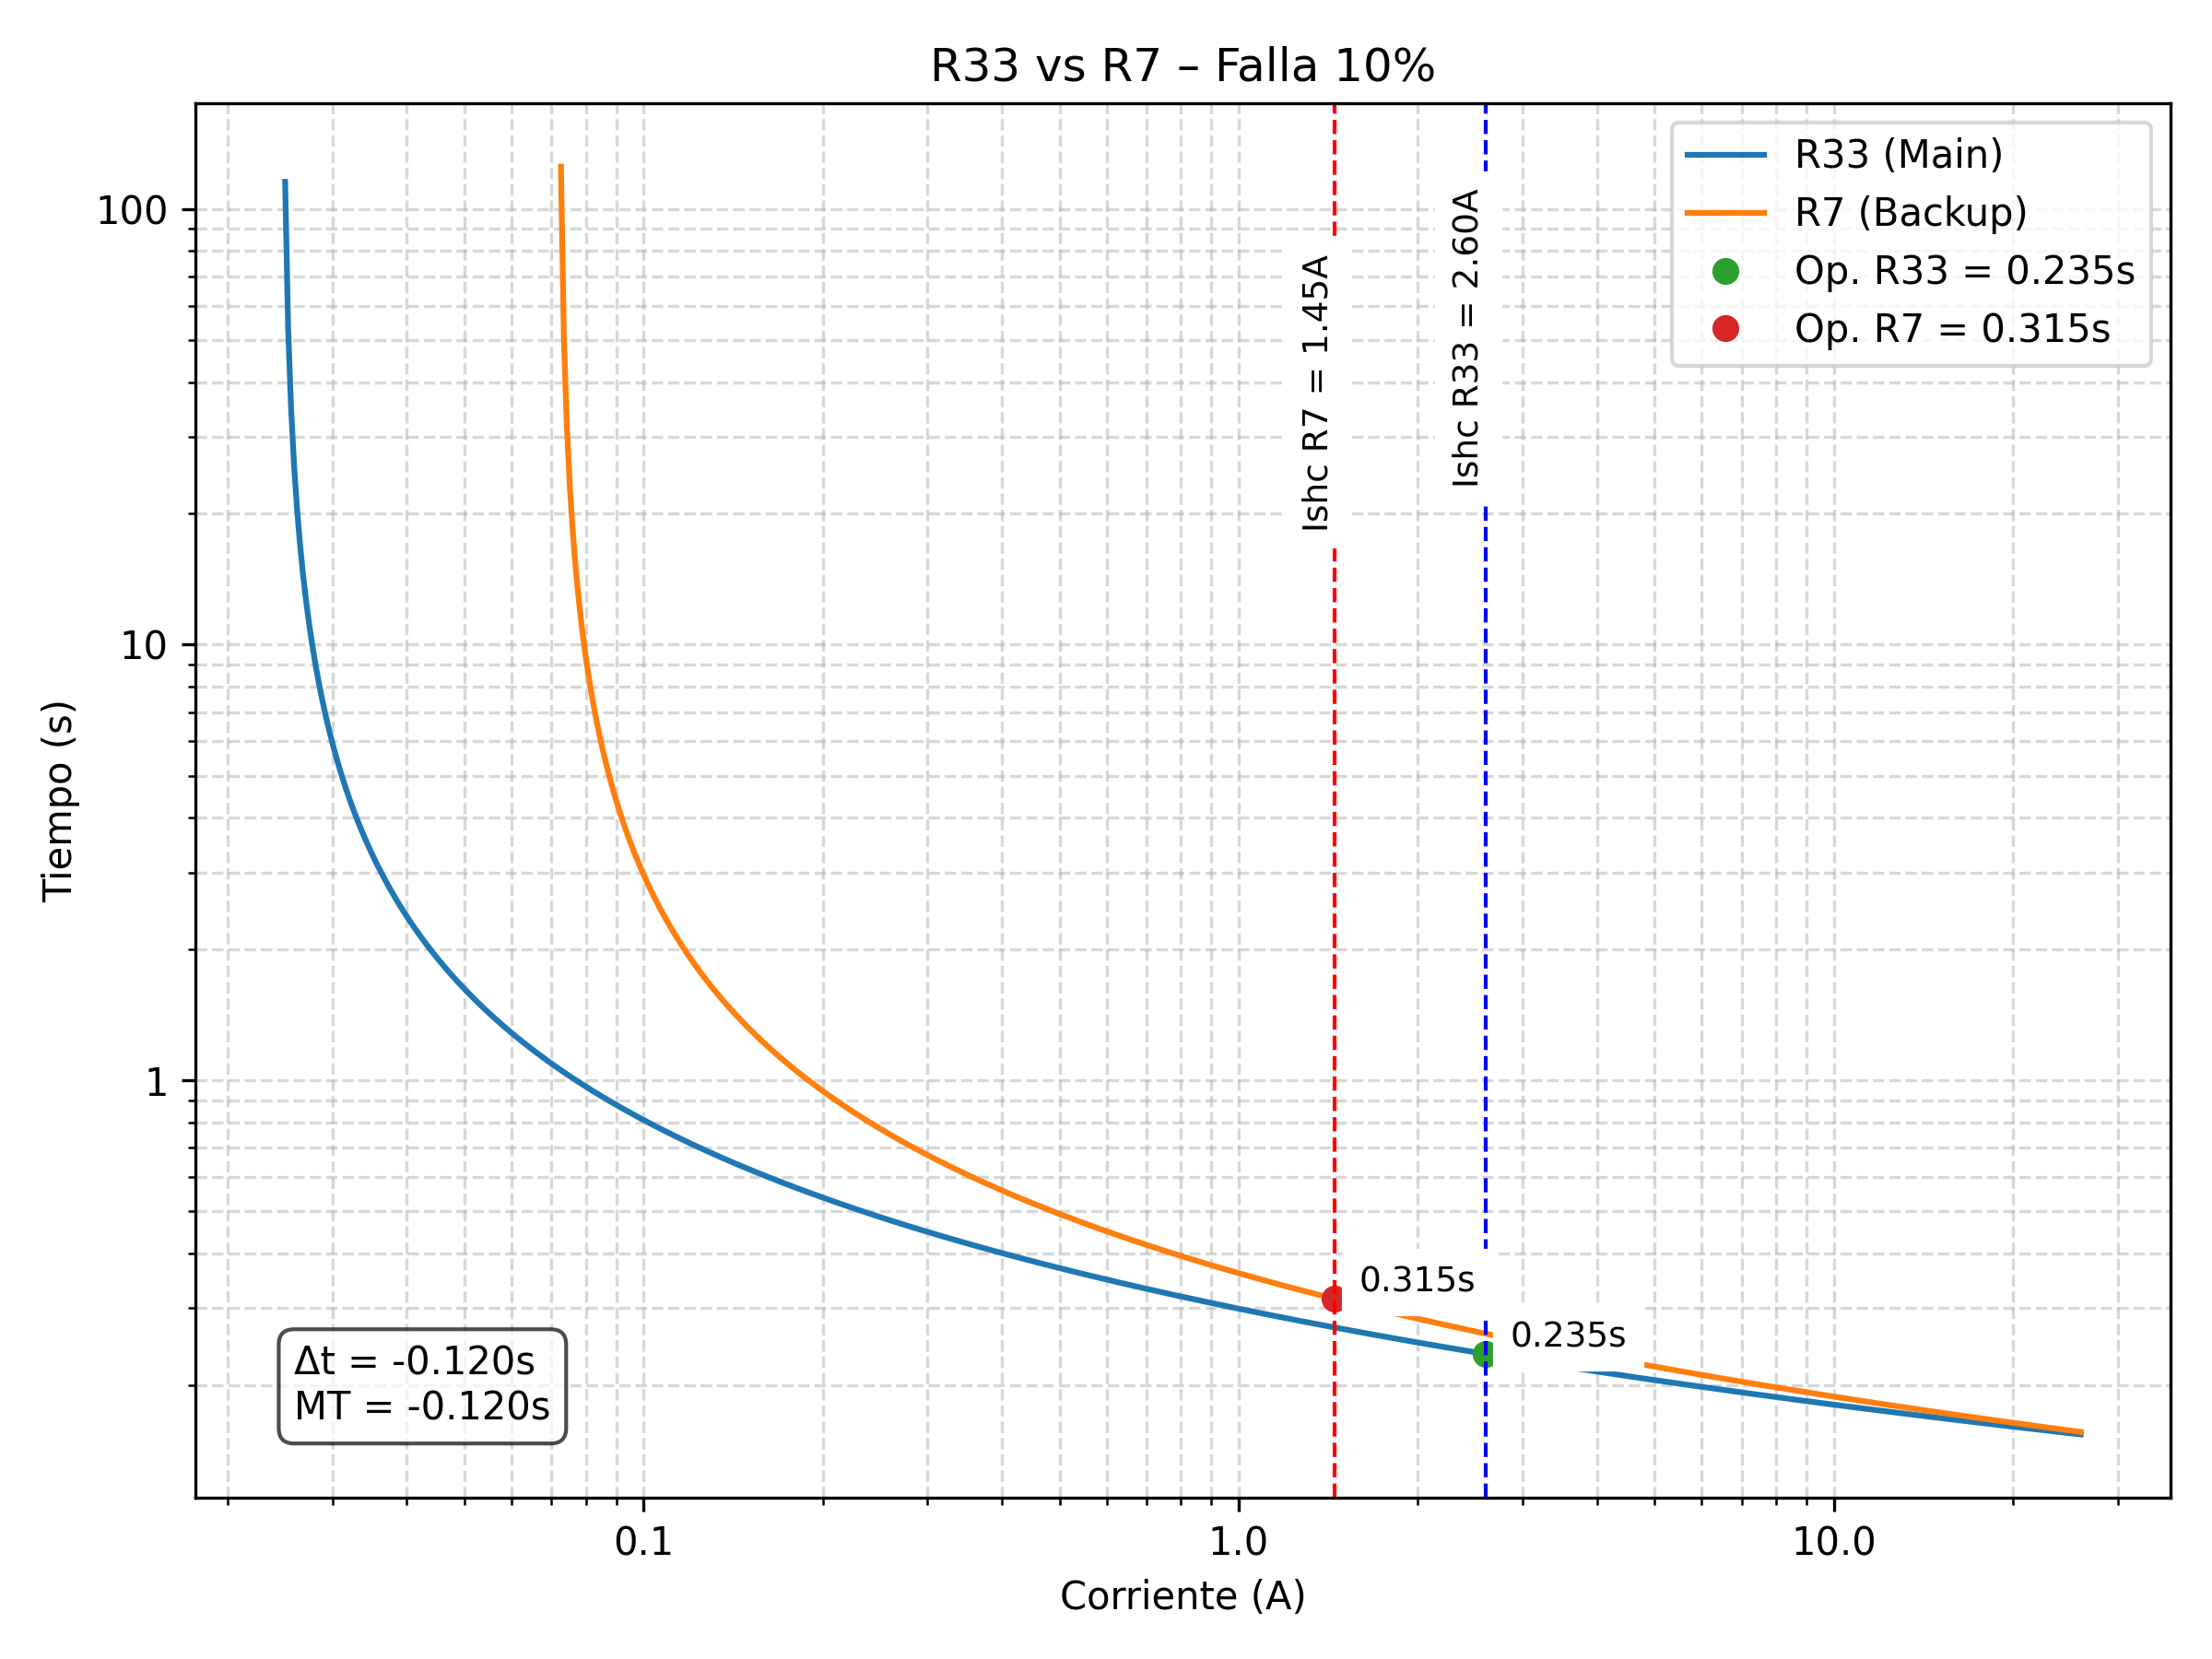 R33 vs R7 – Falla 10%
R33 (Main)
R7 (Backup)
Op. R33 = 0.235s
Op. R7 = 0.315s
Ishc R7 = 1.45A
Ishc R33 = 2.60A
100
10
1
Tiempo (s)
0.315s
0.235s
Δt = -0.120s
MT = -0.120s
0.1
1.0
10.0
Corriente (A)